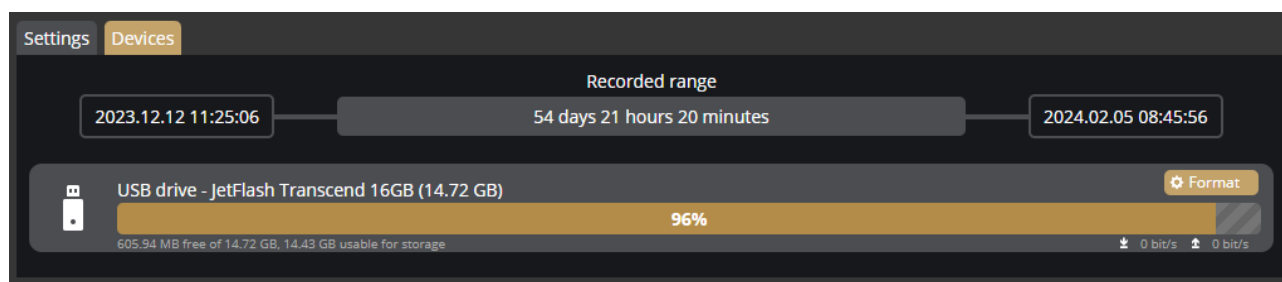 Settings Devices
Recorded range
2023.12.12 11:25:06 54 days 21 hours 20 minutes 2024.02.05 08:45:56
USB drive - JetFlash Transcend 16GB (14.72 GB) Format
96%
605.94 MB free of 14.72 GB, 14.43 GB usable for storage 0 bit/s 0 bit/s